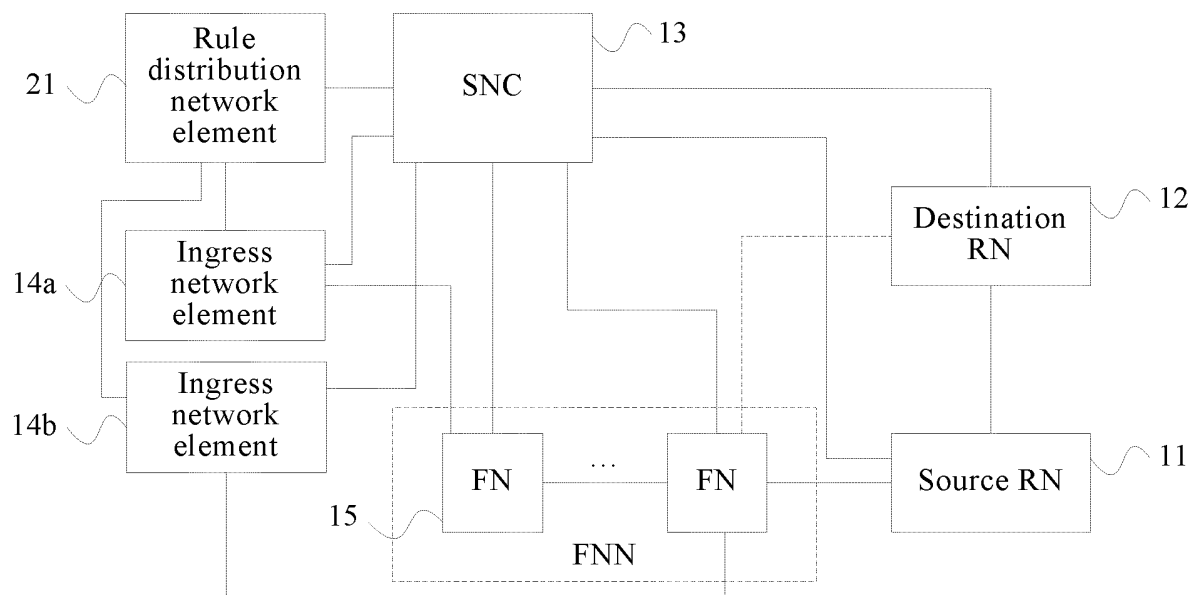 21
Rule
distribution
network
element
SNC
13
12
Destination
RN
14a
Ingress
network
element
14b
Ingress
network
element
15
FN
...
FN
FNN
Source RN
11